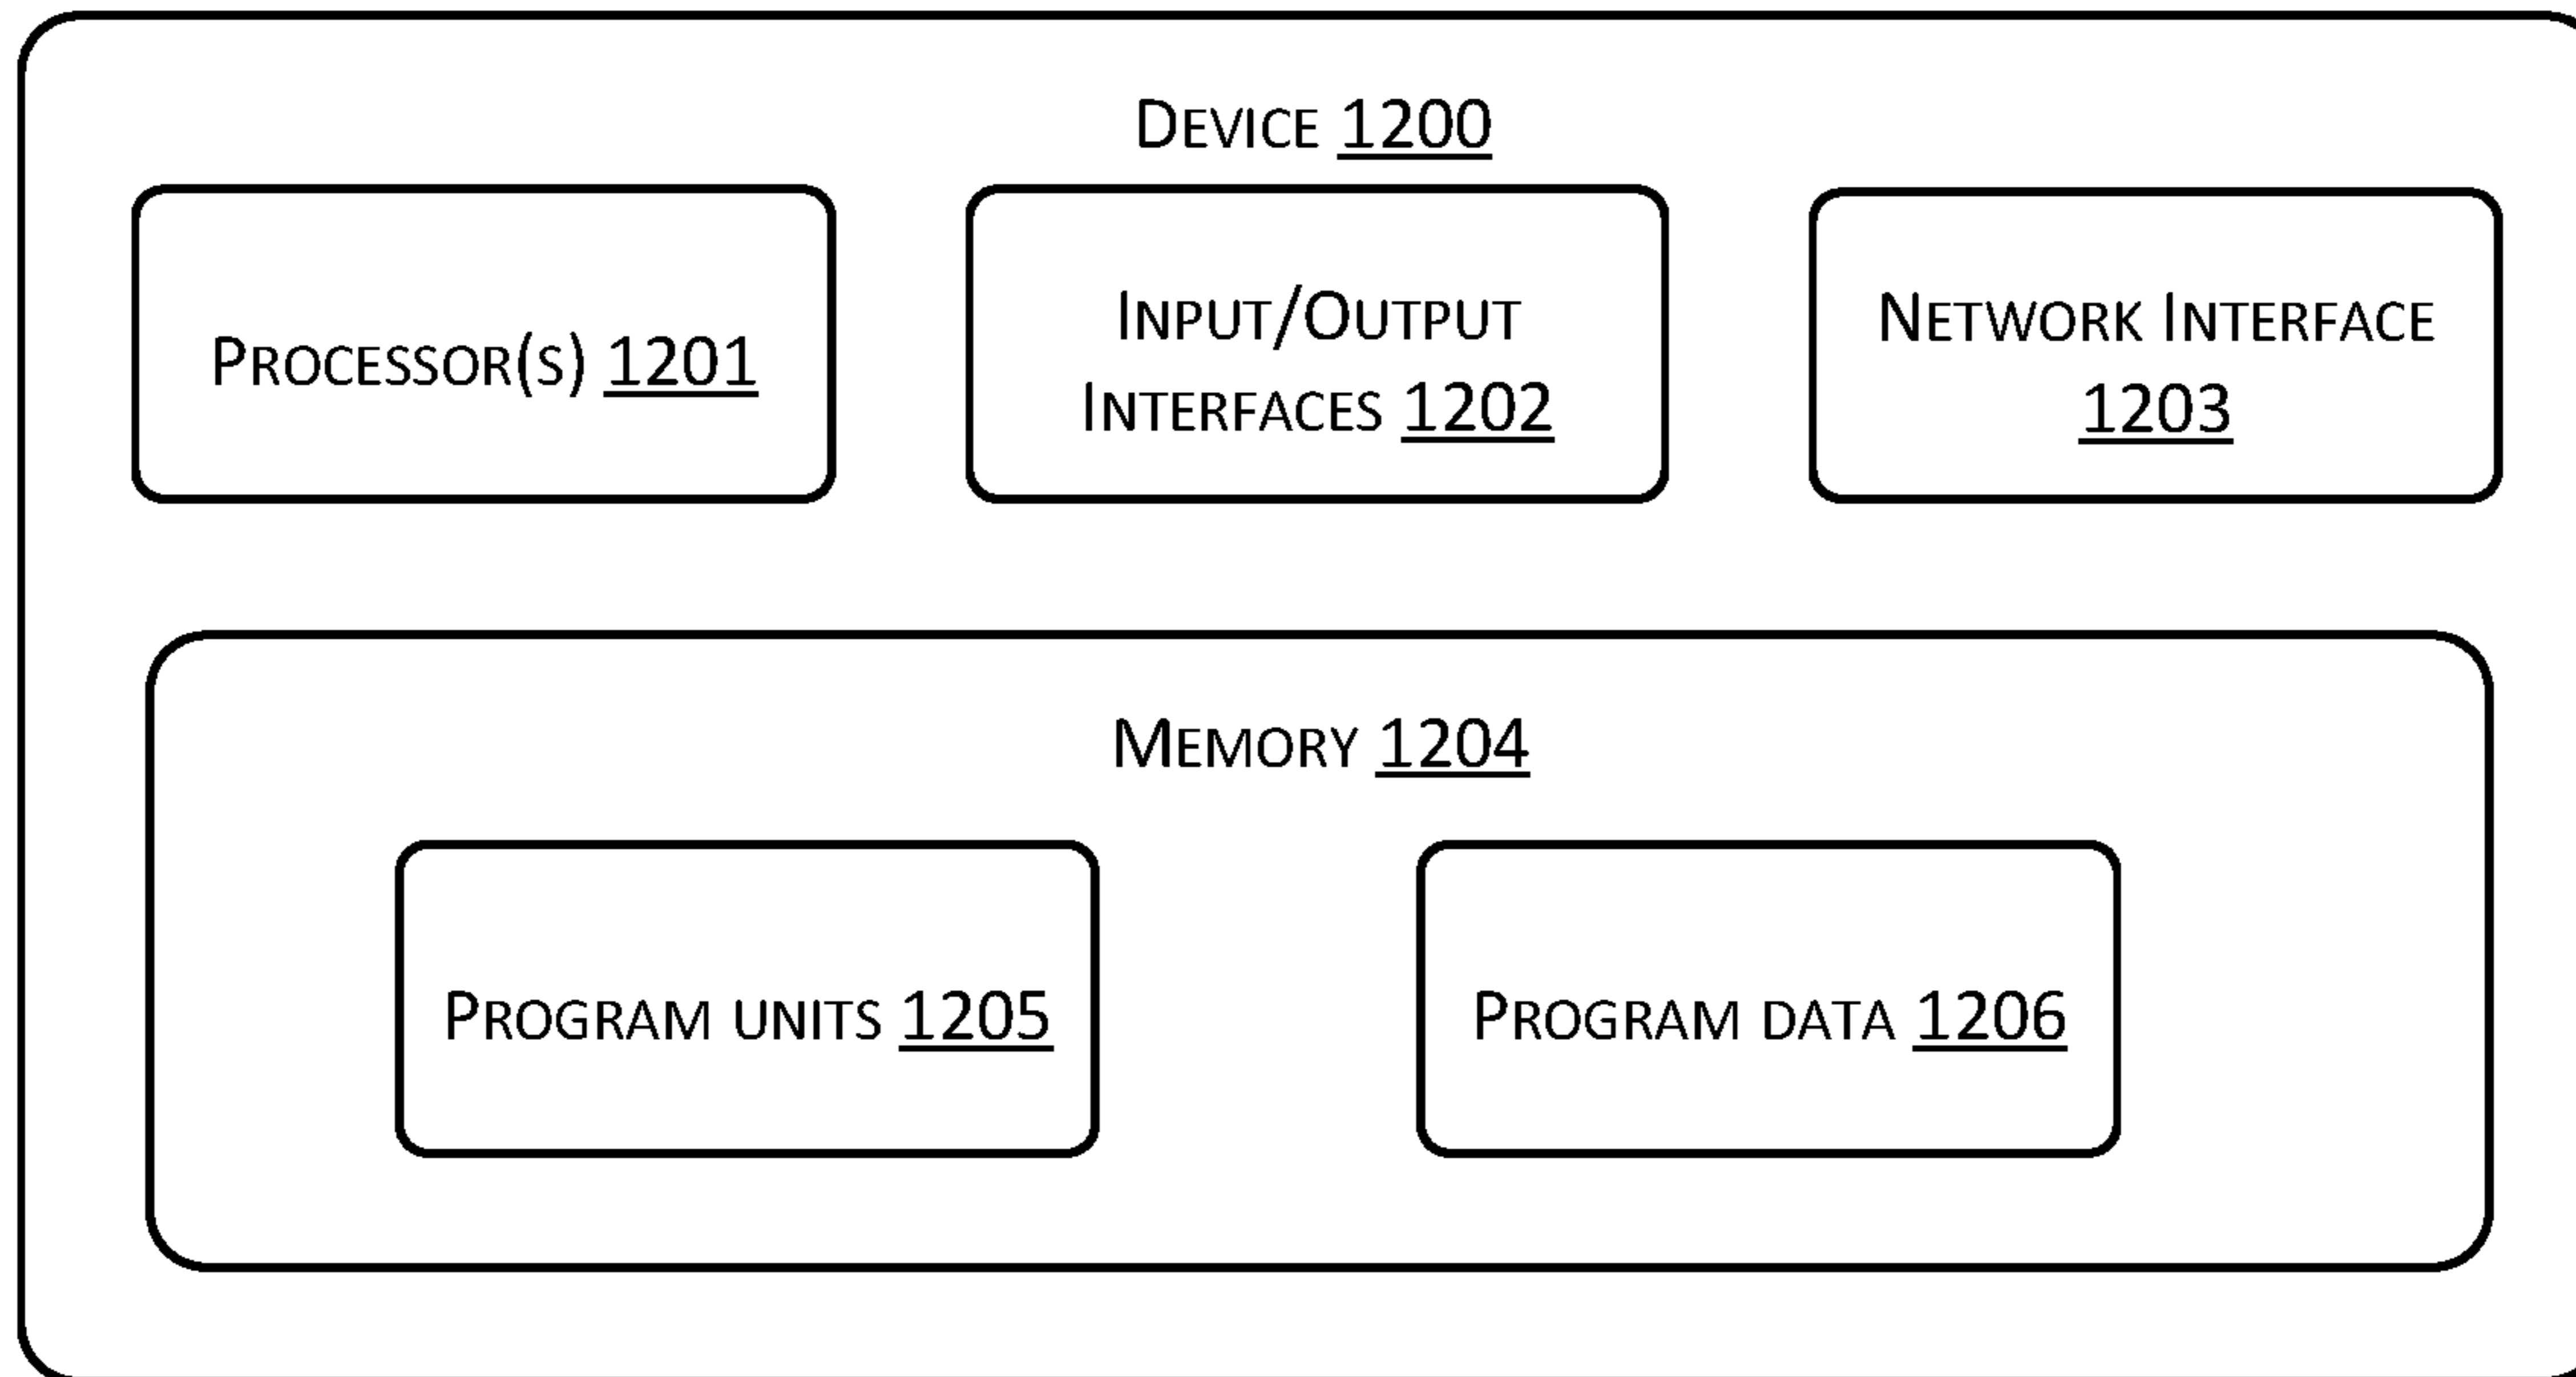 Device 1200
Processor(s) 1201
Input/Output
Interfaces 1202
Network Interface
1203
Memory 1204
Program units 1205
Program data 1206